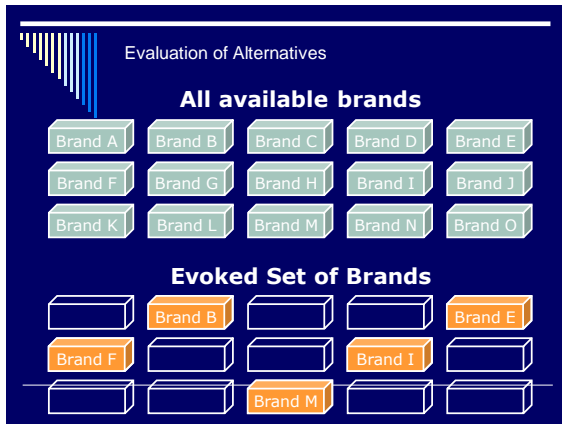 Evaluation of Alternatives
All available brands
Brand A Brand B Brand C Brand D Brand E
Brand F Brand G Brand H Brand I Brand J
Brand K Brand L Brand M Brand N Brand O
Evoked Set of Brands
Brand B Brand E
Brand F Brand I
Brand M